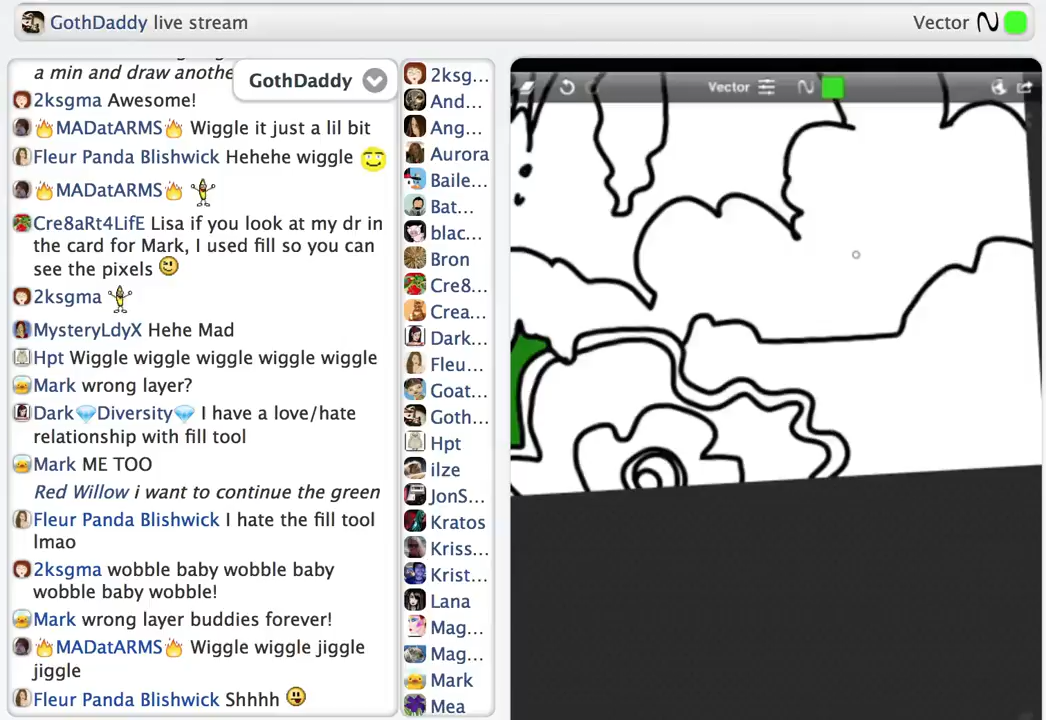 GothDaddy live stream
Vector
a min and draw anothe
GothDaddy
2ksgma Awesome!
🔥MADatARMS🔥 Wiggle it just a lil bit
Fleur Panda Blishwick Hehehe wiggle
🔥MADatARMS🔥
Cre8aRt4LifE Lisa if you look at my dr in
the card for Mark, I used fill so you can
see the pixels
2ksgma
MysteryLdyX Hehe Mad
Hpt Wiggle wiggle wiggle wiggle wiggle
Mark wrong layer?
Dark💎Diversity💎 I have a love/hate
relationship with fill tool
Mark ME TOO
Red Willow i want to continue the green
Fleur Panda Blishwick I hate the fill tool
lmao
2ksgma wobble baby wobble baby
wobble baby wobble!
Mark wrong layer buddies forever!
🔥MADatARMS🔥 Wiggle wiggle jiggle
jiggle
Fleur Panda Blishwick Shhhh
2ksg...
And...
Ang...
Aurora
Baile...
Bat...
blac...
Bron
Cre8...
Crea...
Dark...
Fleu...
Goat...
Goth...
Hpt
ilze
JonS...
Kratos
Kriss...
Krist...
Lana
Mag...
Mag...
Mark
Mea
Vector